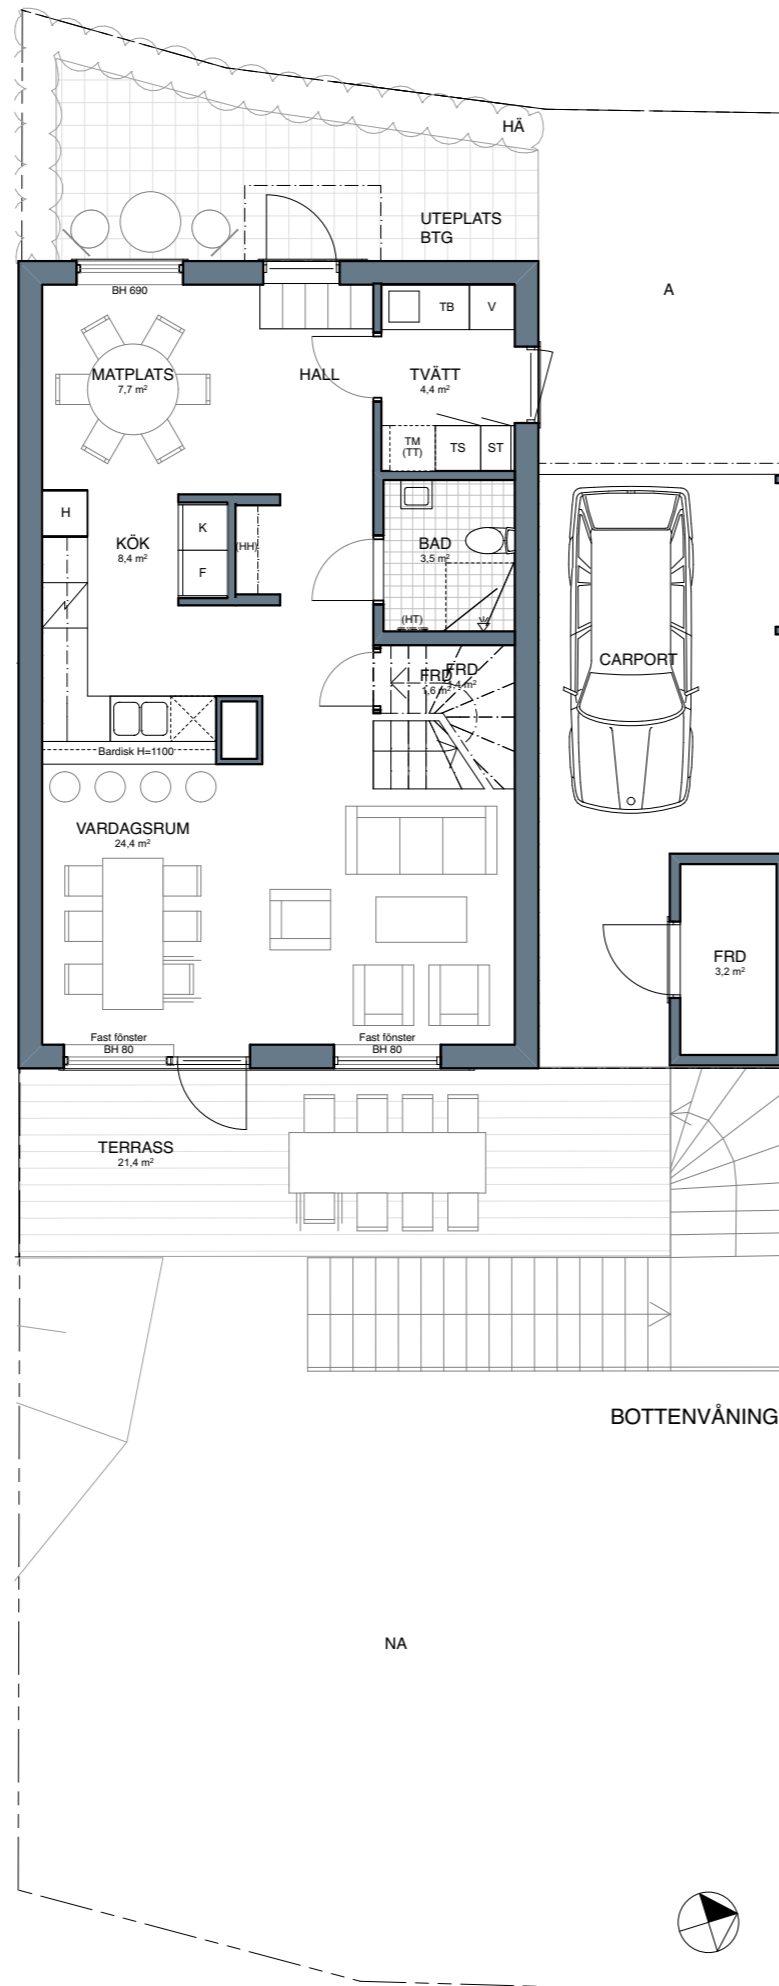 HÄ
UTEPLATS
BTG
A
BH 690
TB
V
MATPLATS
7,7 m²
HALL
TVÄTT
4,4 m²
TM
(TT)
TS
ST
H
K
KÖK
8,4 m²
(HH)
F
BAD
3,5 m²
(HT)
CARPORT
FRD
1,6 m²
FRD
Bardisk H=1100
VARDAGSRUM
24,4 m²
FRD
3,2 m²
Fast fönster
BH 80
Fast fönster
BH 80
TERRASS
21,4 m²
BOTTENVÅNING
NA